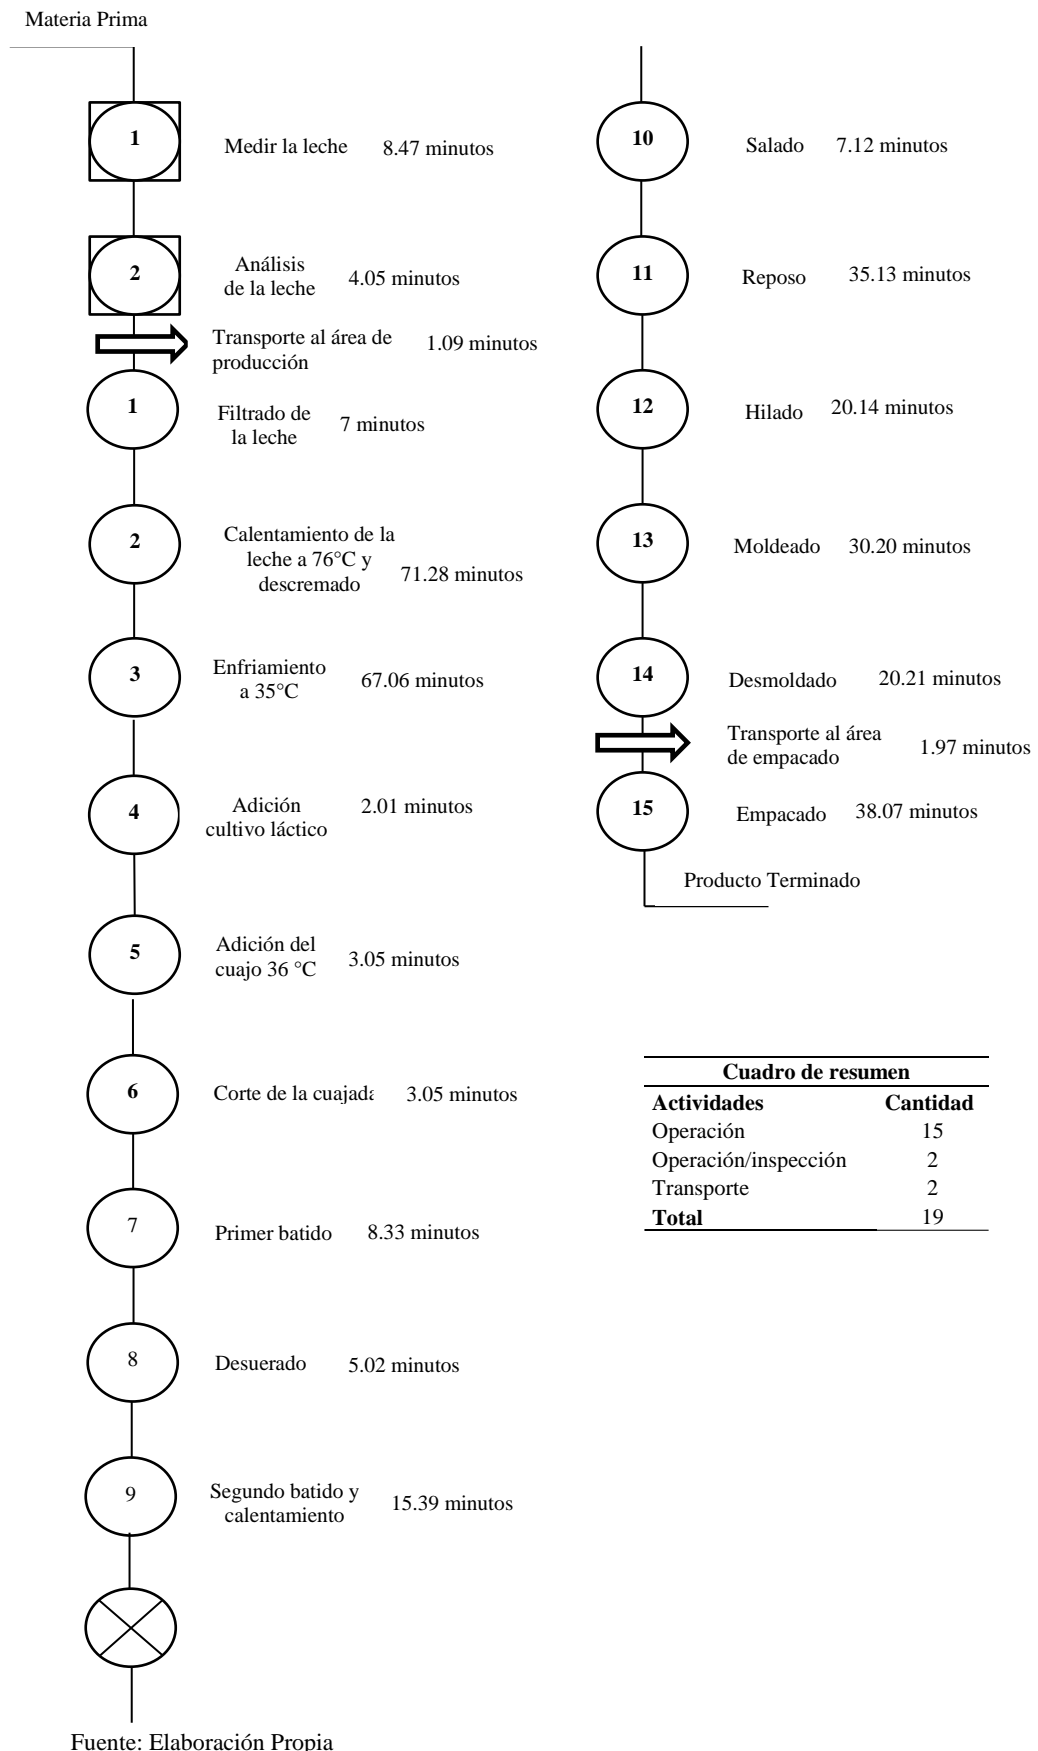 Materia Prima
1
Medir la leche 8.47 minutos
2
Análisis
de la leche
4.05 minutos
Transporte al área de
producción
1.09 minutos
1
Filtrado de
la leche
7 minutos
2
Calentamiento de la
leche a 76°C y
descremado
71.28 minutos
3
Enfriamiento
a 35°C
67.06 minutos
4
Adición
cultivo láctico
2.01 minutos
5
Adición del
cuajo 36 °C
3.05 minutos
6
Corte de la cuajada
3.05 minutos
7
Primer batido
8.33 minutos
8
Desuerado
5.02 minutos
9
Segundo batido y
calentamiento
15.39 minutos
10
Salado
7.12 minutos
11
Reposo
35.13 minutos
12
Hilado
20.14 minutos
13
Moldeado
30.20 minutos
14
Desmoldado
20.21 minutos
Transporte al área
de empacado
1.97 minutos
15
Empacado
38.07 minutos
Producto Terminado
Cuadro de resumen
Actividades Cantidad
Operación 15
Operación/inspección 2
Transporte 2
Total 19
Fuente: Elaboración Propia